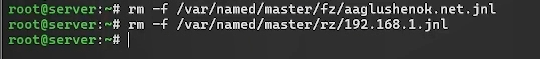 root@server:~# rm -f /var/named/master/fz/aaglushenok.net.jnl
root@server:~# rm -f /var/named/master/rz/192.168.1.jnl
root@server:~#